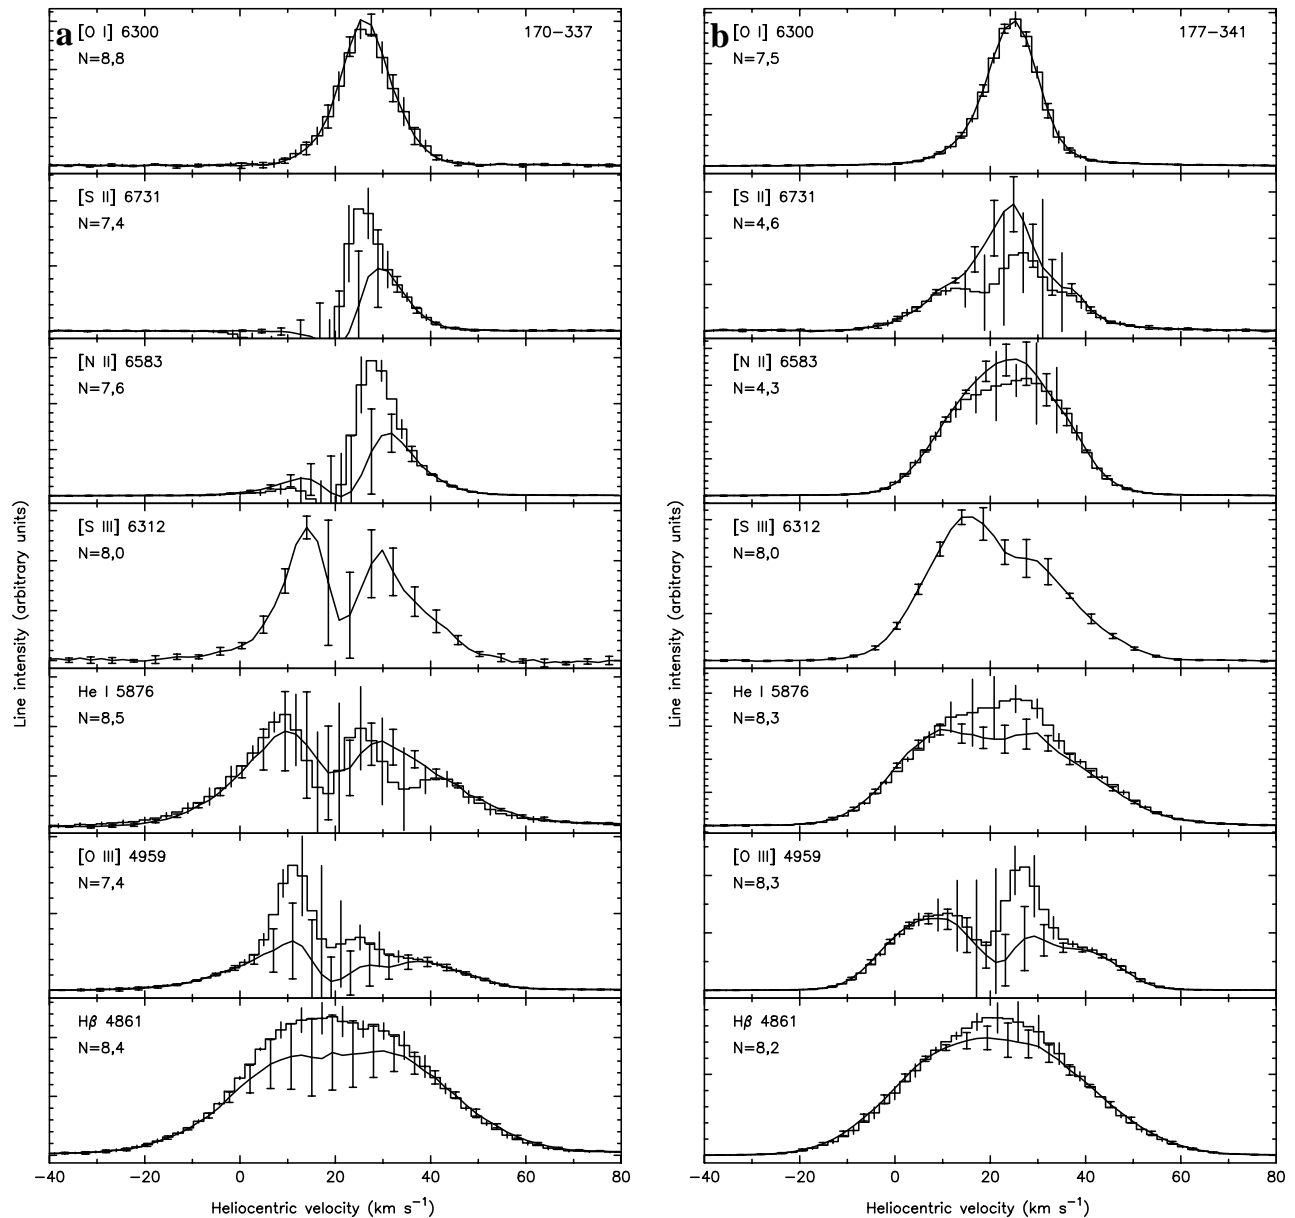 a
[O I] 6300
170−337
N=8,8
[S II] 6731
N=7,4
[N II] 6583
N=7,6
[S III] 6312
N=8,0
He I 5876
N=8,5
[O III] 4959
N=7,4
Hβ 4861
N=8,4
Line intensity (arbitrary units)
−40 −20 0 20 40 60 80
Heliocentric velocity (km s⁻¹)
b
[O I] 6300
177−341
N=7,5
[S II] 6731
N=4,6
[N II] 6583
N=4,3
[S III] 6312
N=8,0
He I 5876
N=8,3
[O III] 4959
N=8,3
Hβ 4861
N=8,2
Line intensity (arbitrary units)
−40 −20 0 20 40 60 80
Heliocentric velocity (km s⁻¹)